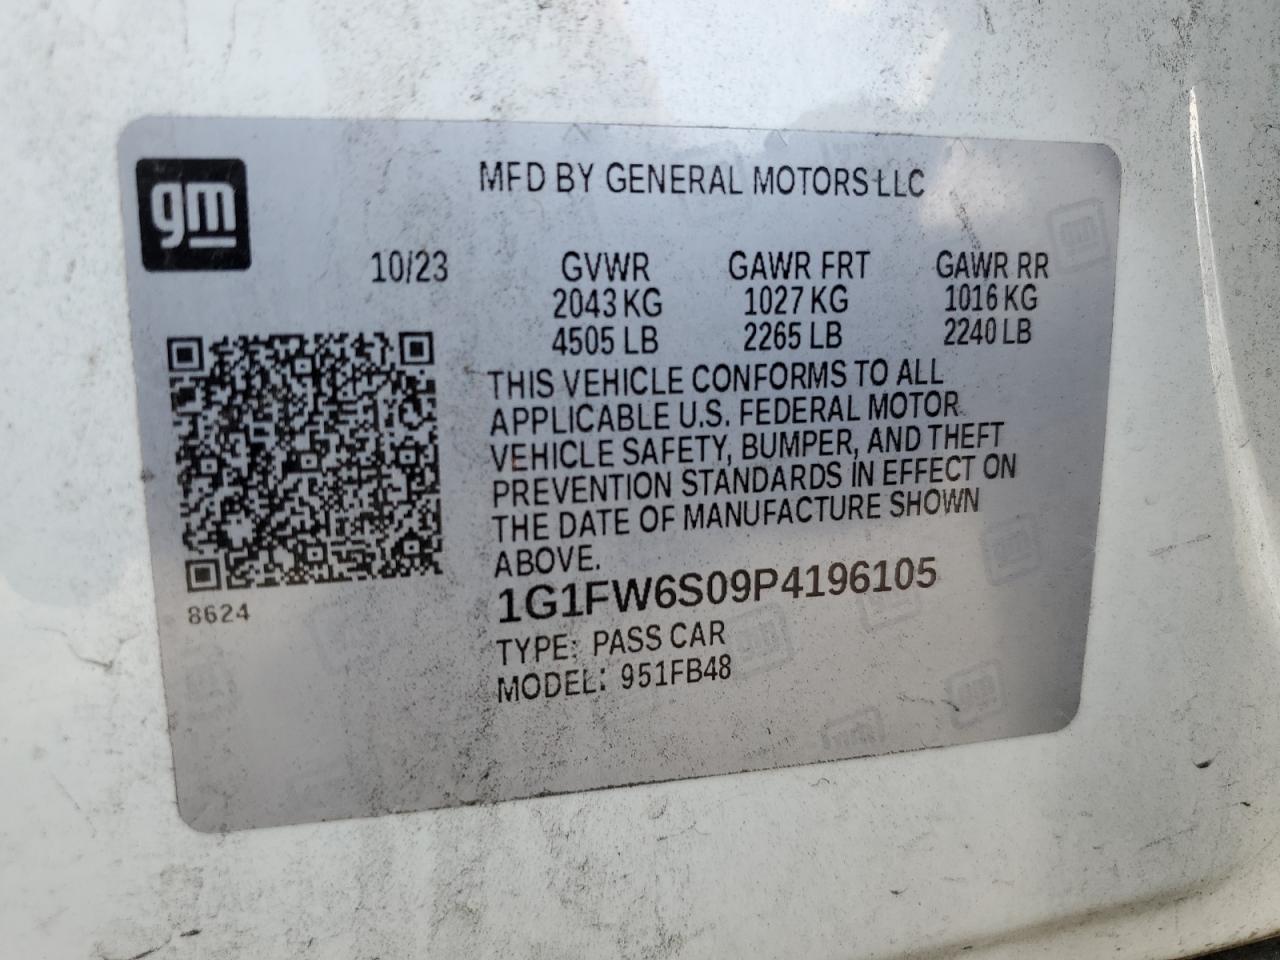 gm
MFD BY GENERAL MOTORS LLC
10/23 GVWR GAWR FRT GAWR RR
2043 KG 1027 KG 1016 KG
4505 LB 2265 LB 2240 LB
THIS VEHICLE CONFORMS TO ALL
APPLICABLE U.S. FEDERAL MOTOR
VEHICLE SAFETY, BUMPER, AND THEFT
PREVENTION STANDARDS IN EFFECT ON
THE DATE OF MANUFACTURE SHOWN
ABOVE.
1G1FW6S09P4196105
8624
TYPE: PASS CAR
MODEL: 951FB48